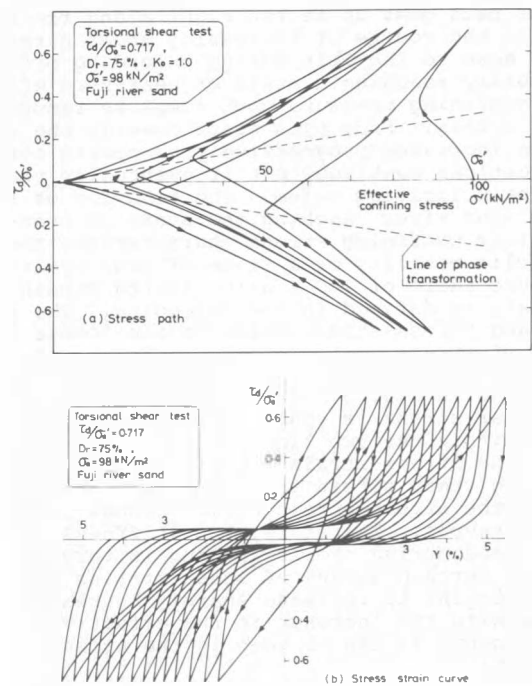 Torsional shear test
τd/σo'=0.717
Dr=75%, Ko=1.0
σo'=98 kN/m²
Fuji river sand
0.6
0.4
0.2
0
0.2
0.4
0.6
τd/σo'
50
100
σo'
σ'(kN/m²)
Effective
confining stress
Line of phase
transformation
(a) Stress path
Torsional shear test
τd/σo'=0.717
Dr=75%,
σo'=98 kN/m²
Fuji river sand
τd/σo'
0.6
0.4
0.2
5
3
3
5
γ (%)
0.4
0.6
(b) Stress strain curve